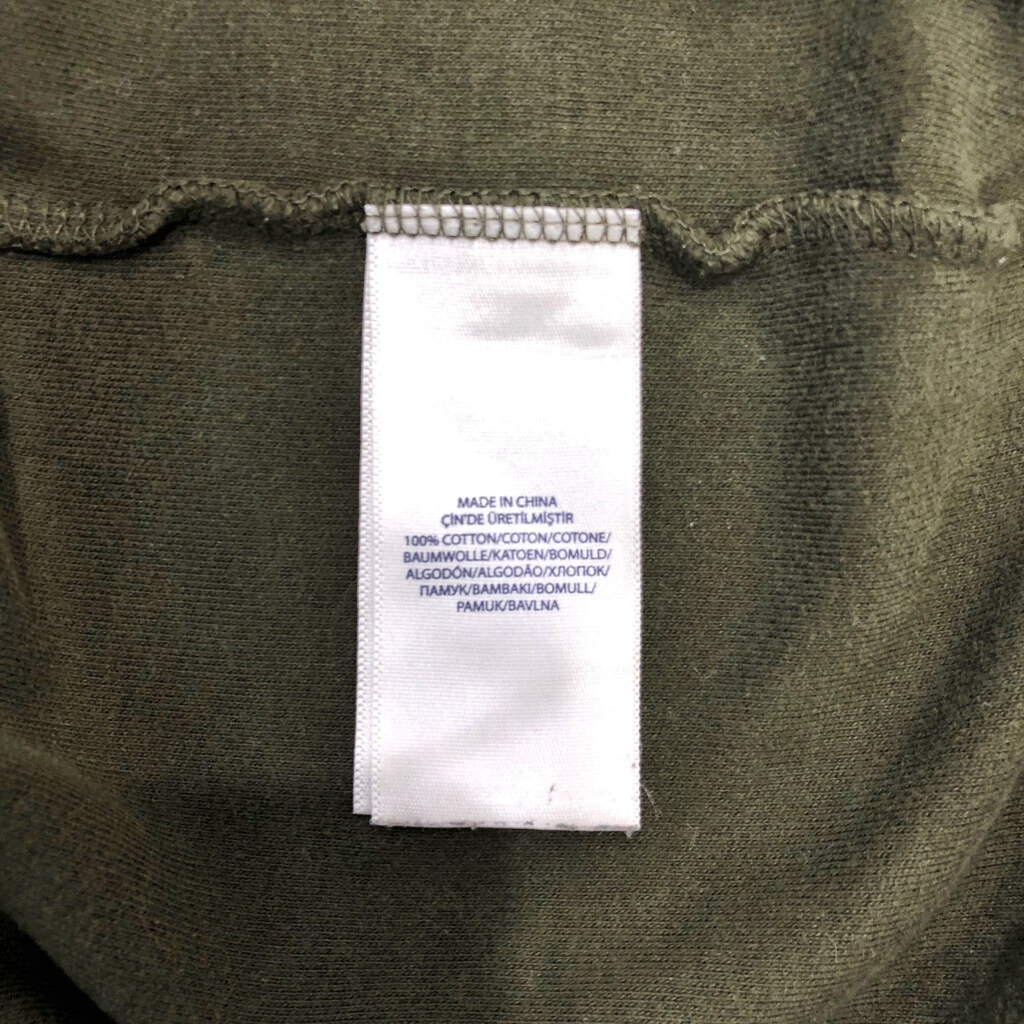 MADE IN CHINA
ÇİN'DE ÜRETİLMİŞTİR
100% COTTON/COTON/COTONE/
BAUMWOLLE/KATOEN/BOMULD/
ALGODÓN/ALGODÃO/ХЛОПОК/
ПАМУК/BAMBAKI/BOMULL/
PAMUK/BAVLNA